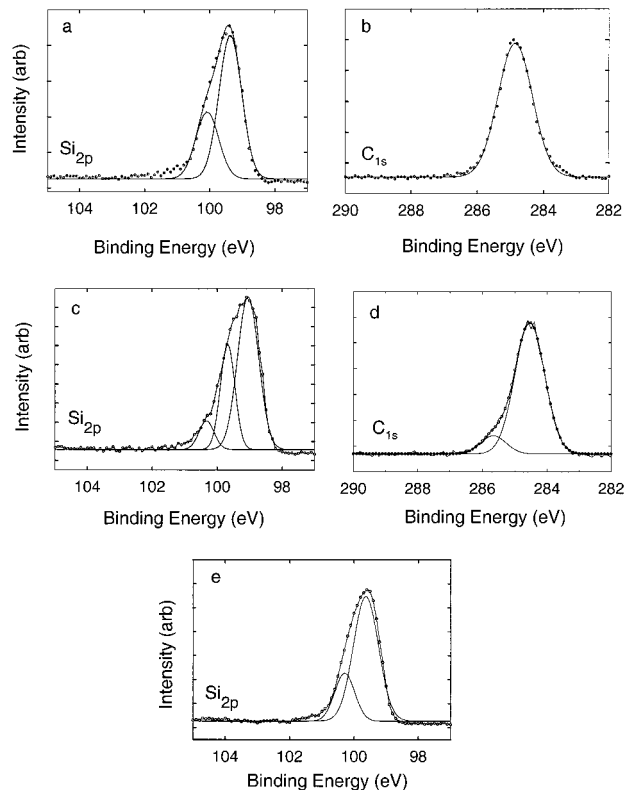 a
Intensity (arb)
Si2p
104 102 100 98
Binding Energy (eV)
b
C1s
290 288 286 284 282
Binding Energy (eV)
c
Intensity (arb)
Si2p
104 102 100 98
Binding Energy (eV)
d
C1s
290 288 286 284 282
Binding Energy (eV)
e
Intensity (arb)
Si2p
104 102 100 98
Binding Energy (eV)